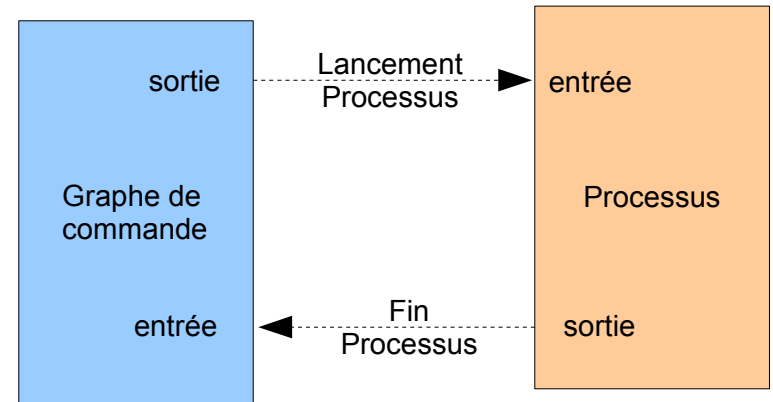 sortie
Lancement
Processus
entrée
Graphe de
commande
Processus
entrée
Fin
Processus
sortie